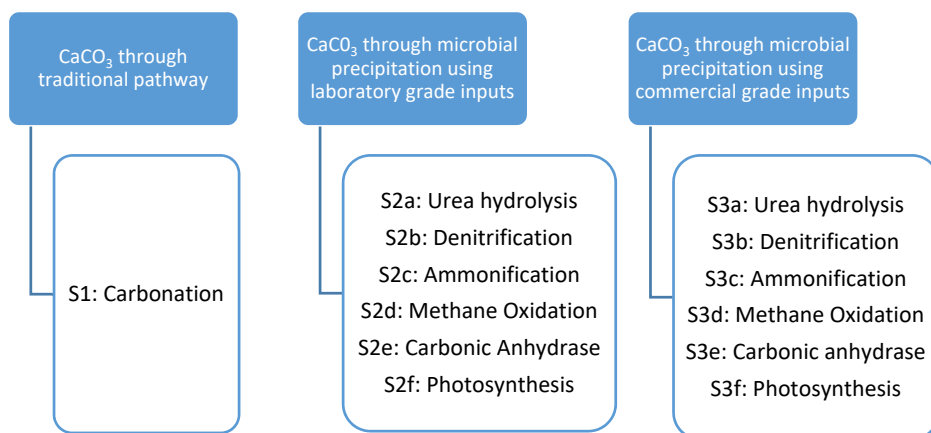 CaCO₃ through
traditional pathway
S1: Carbonation
CaC0₃ through microbial
precipitation using
laboratory grade inputs
S2a: Urea hydrolysis
S2b: Denitrification
S2c: Ammonification
S2d: Methane Oxidation
S2e: Carbonic Anhydrase
S2f: Photosynthesis
CaCO₃ through microbial
precipitation using
commercial grade inputs
S3a: Urea hydrolysis
S3b: Denitrification
S3c: Ammonification
S3d: Methane Oxidation
S3e: Carbonic anhydrase
S3f: Photosynthesis